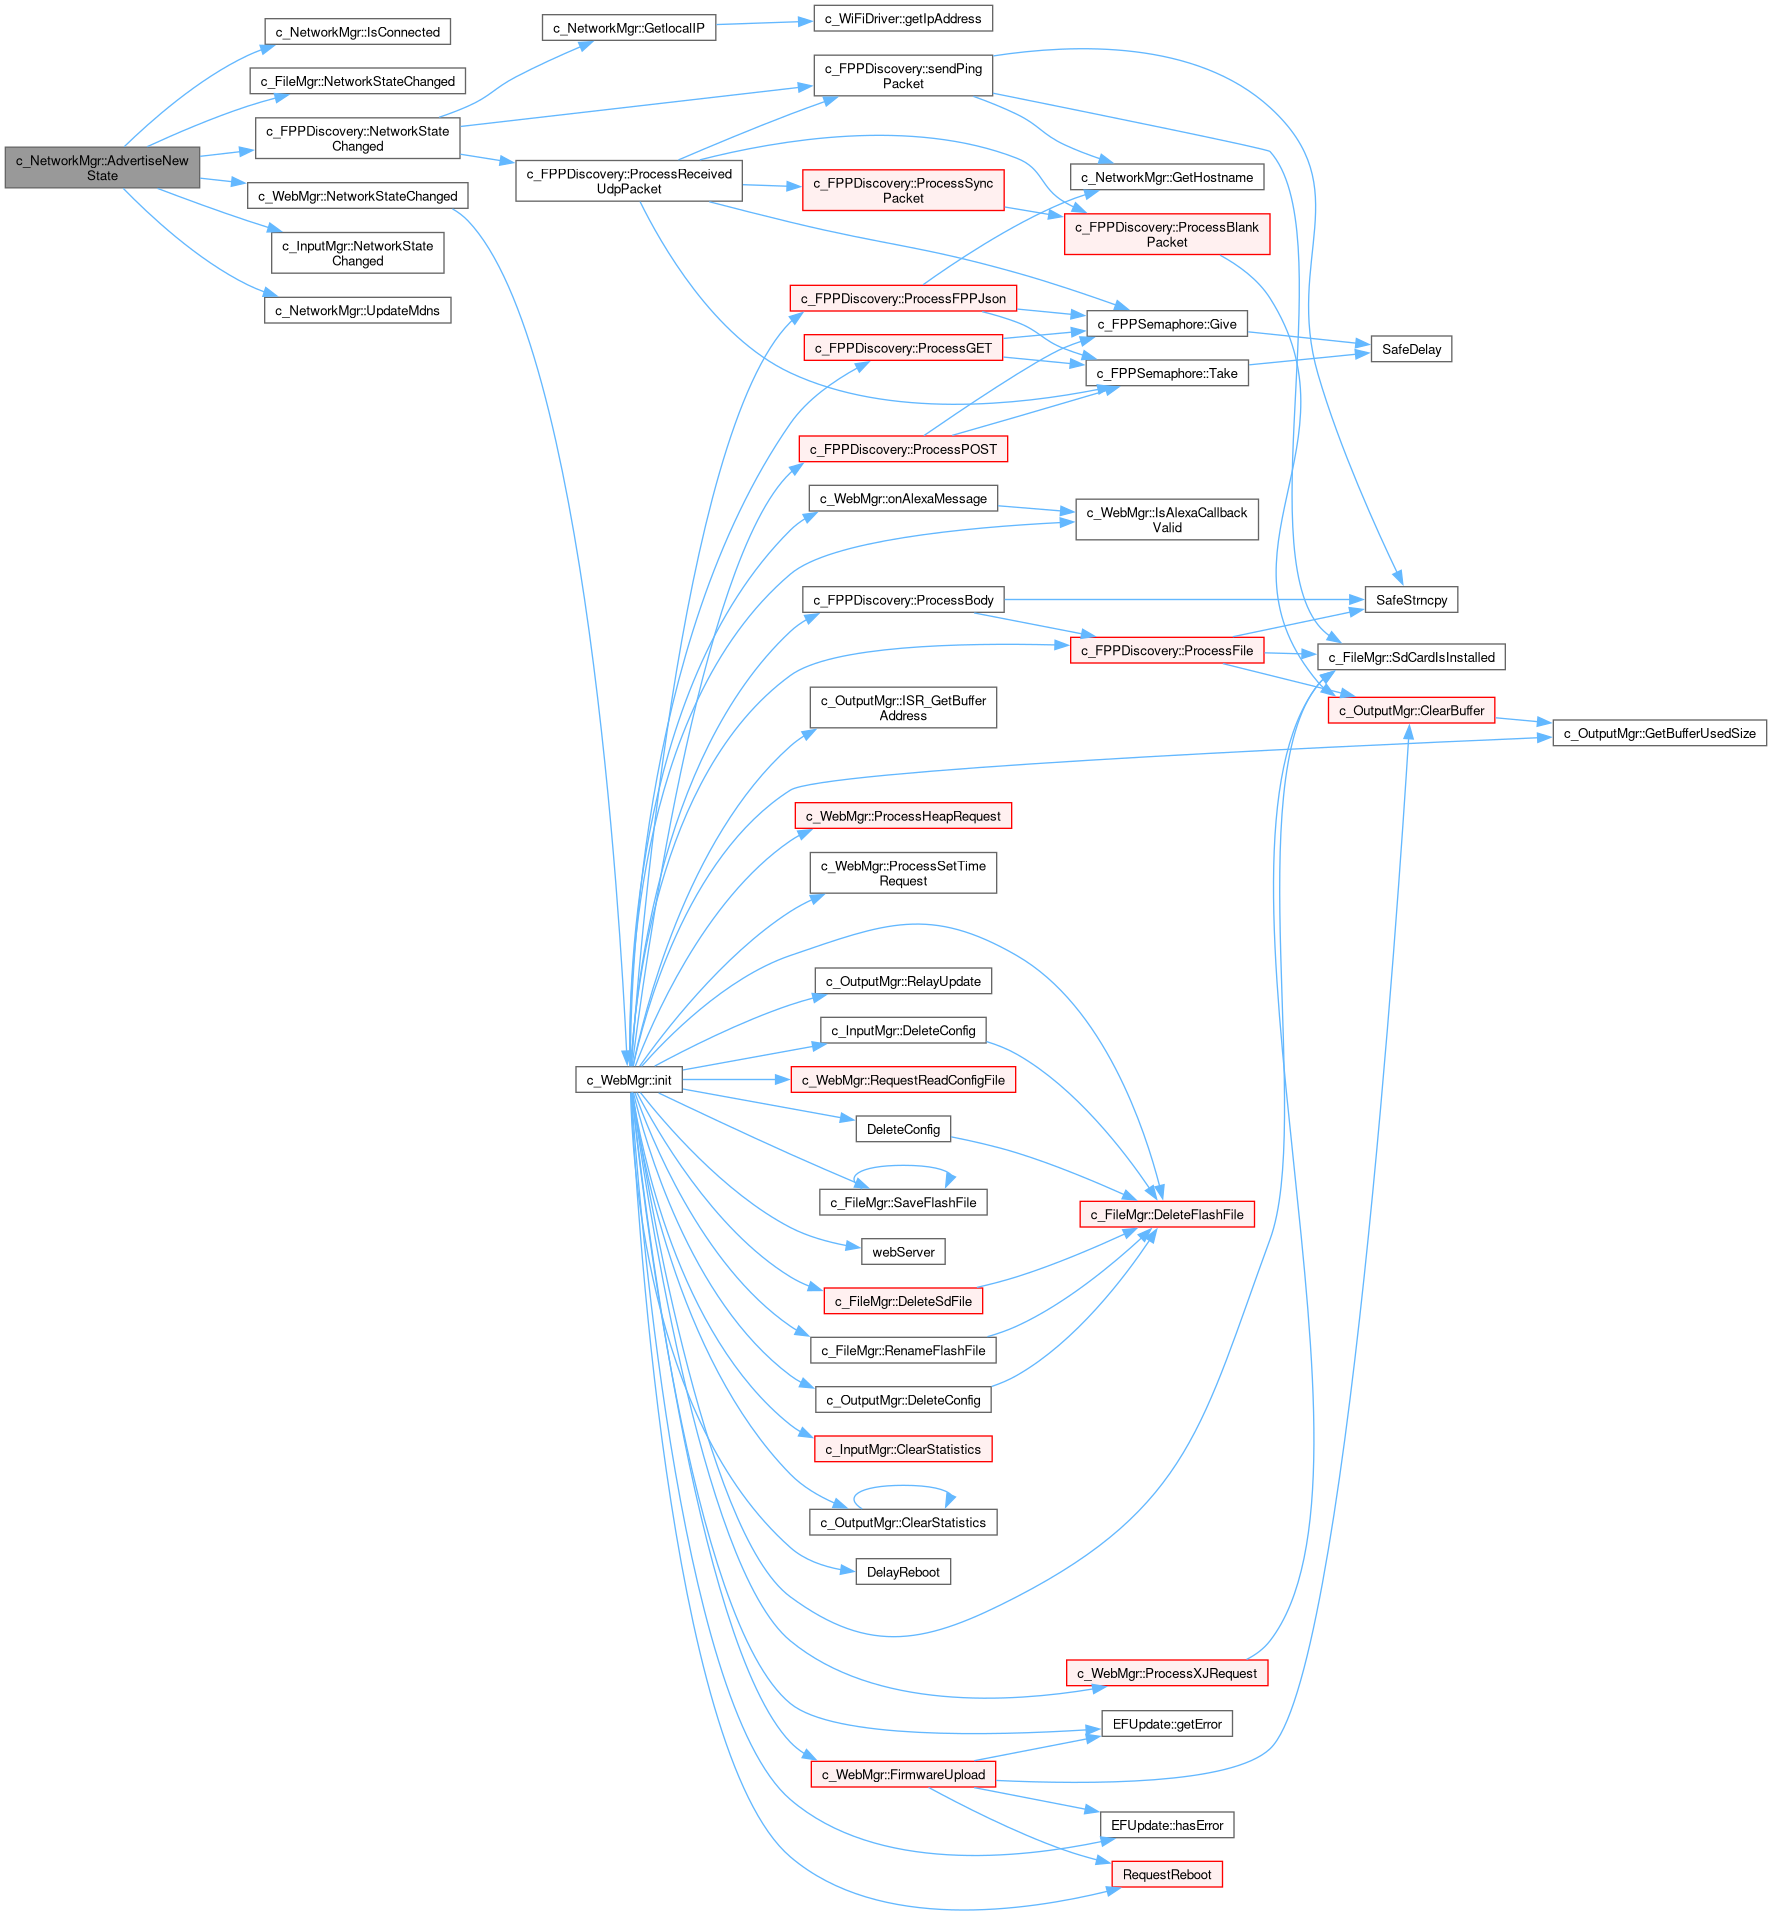 c_NetworkMgr::AdvertiseNew
State
c_NetworkMgr::IsConnected
c_FileMgr::NetworkStateChanged
c_FPPDiscovery::NetworkState
Changed
c_WebMgr::NetworkStateChanged
c_InputMgr::NetworkState
Changed
c_NetworkMgr::UpdateMdns
c_NetworkMgr::GetlocalIP
c_FPPDiscovery::ProcessReceived
UdpPacket
c_WebMgr::init
c_WiFiDriver::getIpAddress
c_FPPDiscovery::sendPing
Packet
c_FPPDiscovery::ProcessSync
Packet
c_FPPDiscovery::ProcessFPPJson
c_FPPDiscovery::ProcessGET
c_FPPDiscovery::ProcessPOST
c_WebMgr::onAlexaMessage
c_FPPDiscovery::ProcessBody
c_OutputMgr::ISR_GetBuffer
Address
c_WebMgr::ProcessHeapRequest
c_WebMgr::ProcessSetTime
Request
c_OutputMgr::RelayUpdate
c_InputMgr::DeleteConfig
c_WebMgr::RequestReadConfigFile
DeleteConfig
c_FileMgr::SaveFlashFile
webServer
c_FileMgr::DeleteSdFile
c_FileMgr::RenameFlashFile
c_OutputMgr::DeleteConfig
c_InputMgr::ClearStatistics
c_OutputMgr::ClearStatistics
DelayReboot
c_WebMgr::FirmwareUpload
c_NetworkMgr::GetHostname
c_FPPDiscovery::ProcessBlank
Packet
c_FPPSemaphore::Give
c_FPPSemaphore::Take
c_WebMgr::IsAlexaCallback
Valid
c_FPPDiscovery::ProcessFile
c_FileMgr::DeleteFlashFile
c_WebMgr::ProcessXJRequest
EFUpdate::getError
EFUpdate::hasError
RequestReboot
SafeDelay
SafeStrncpy
c_FileMgr::SdCardIsInstalled
c_OutputMgr::ClearBuffer
c_OutputMgr::GetBufferUsedSize